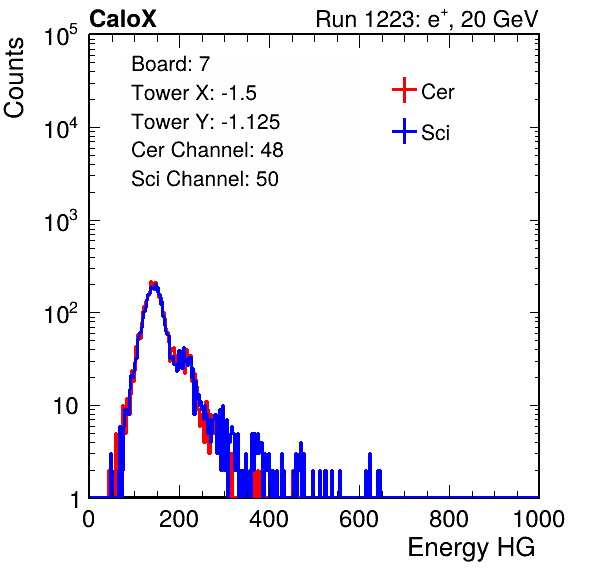 CaloX Run 1223: e+, 20 GeV
Board: 7
Tower X: -1.5
Tower Y: -1.125
Cer Channel: 48
Sci Channel: 50
Cer
Sci
Counts
10^5
10^4
10^3
10^2
10
1
0 200 400 600 800 1000
Energy HG